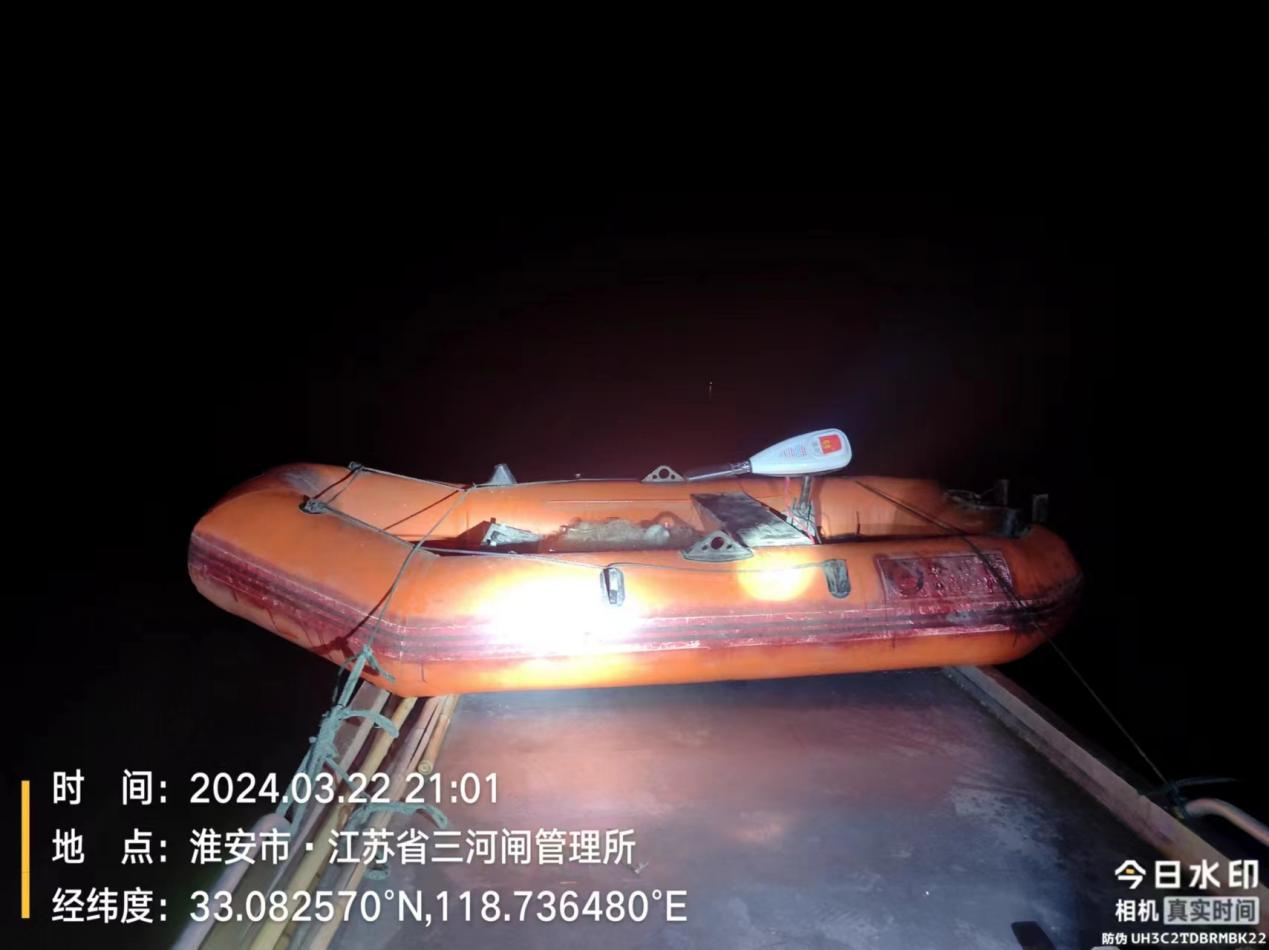 时 间：2024.03.22 21:01
地 点：淮安市·江苏省三河闸管理所
经纬度：33.082570°N,118.736480°E
今日水印
相机 真实时间
防伪 UH3C2TDBRMBK22